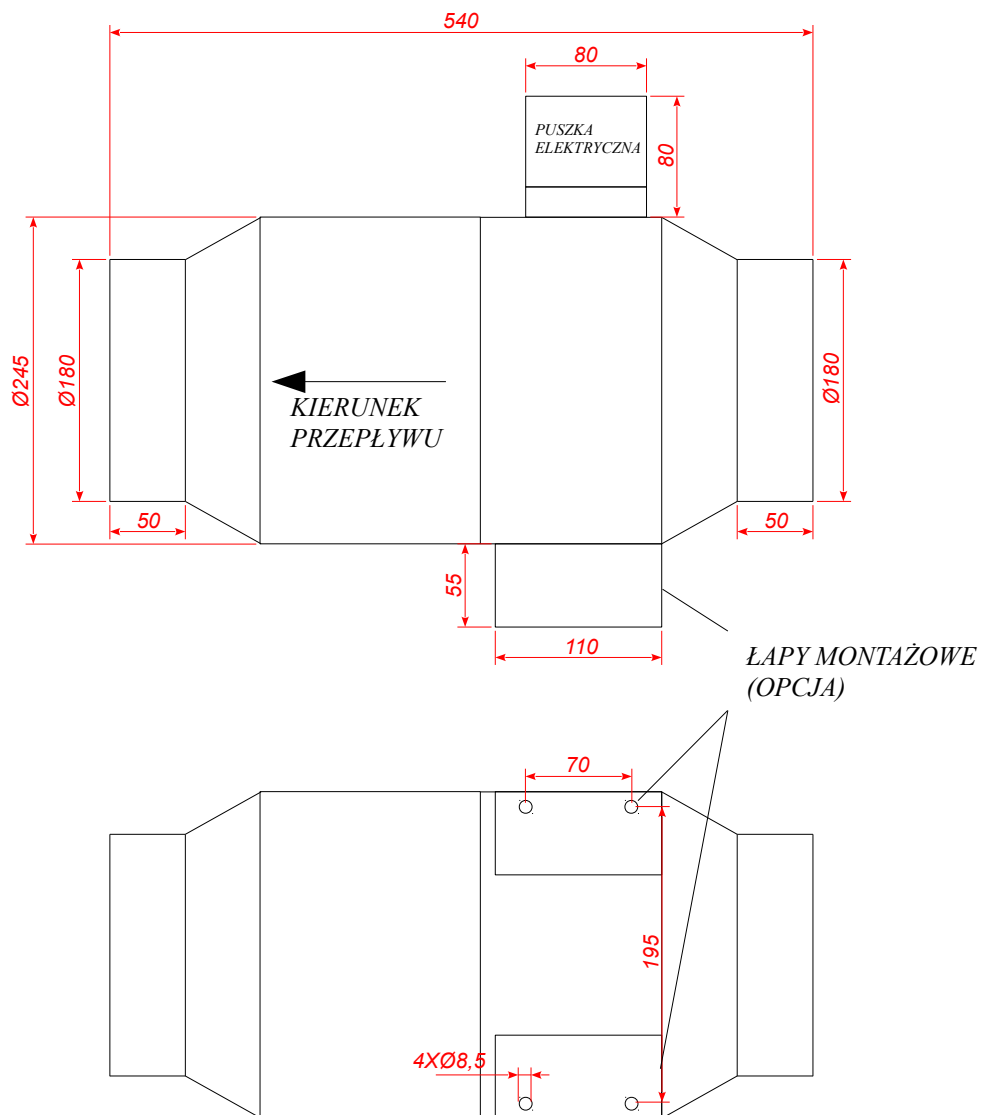 540
80
PUSZKA
ELEKTRYCZNA
80
Ø245
Ø180
Ø180
KIERUNEK
PRZEPŁYWU
50
50
55
110
ŁAPY MONTAŻOWE
(OPCJA)
70
195
4XØ8,5